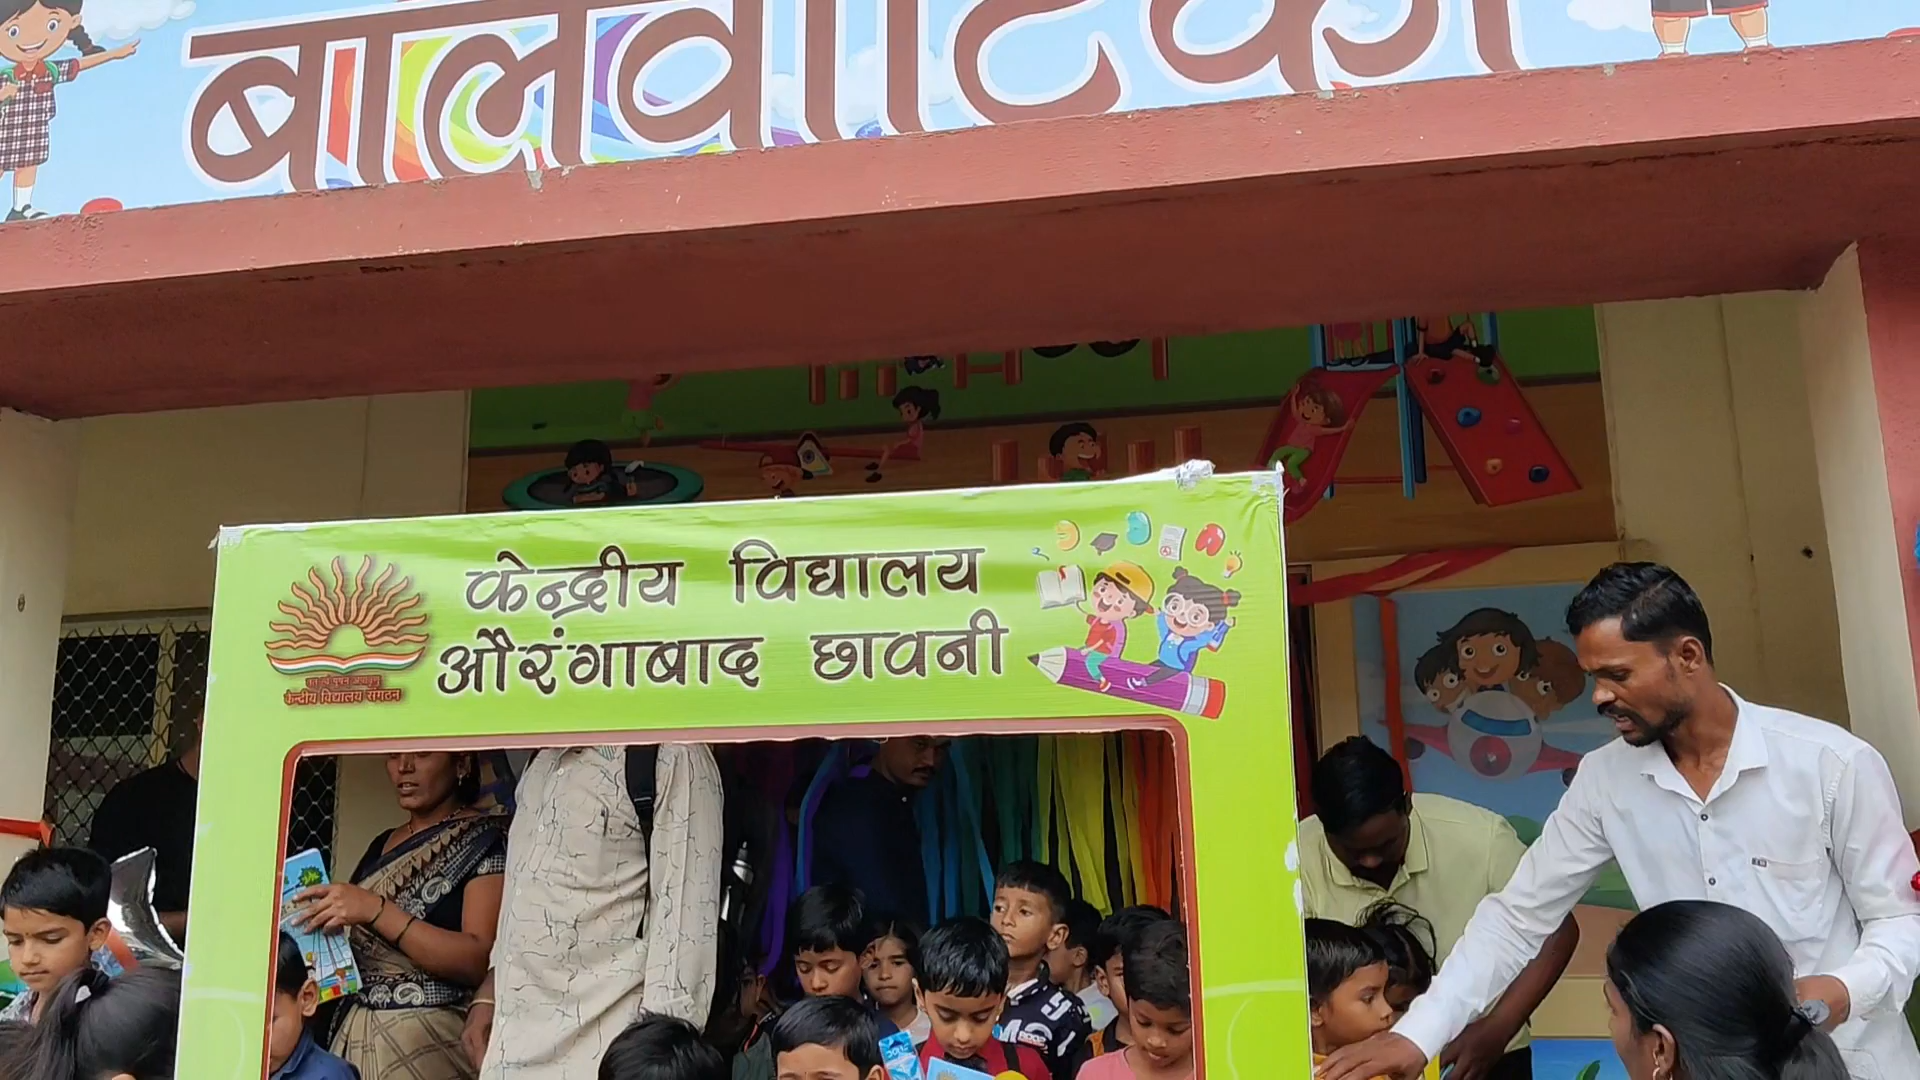 बालवाटिका
केन्द्रीय विद्यालय
औरंगाबाद छावनी
केन्द्रीय विद्यालय संगठन